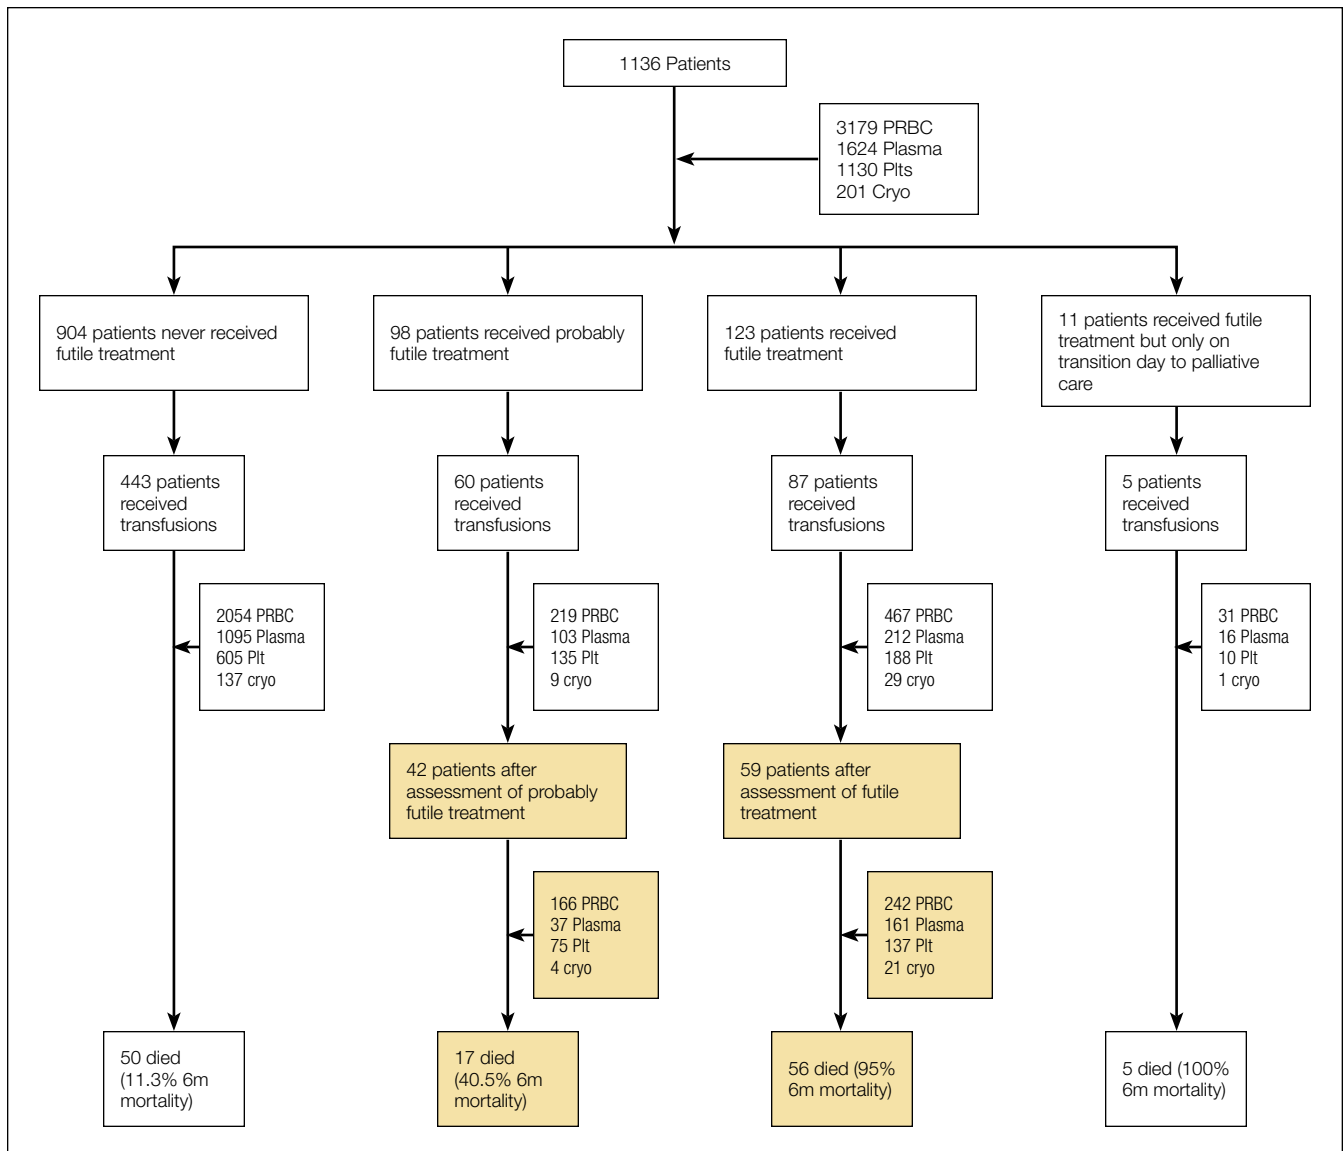 1136 Patients
3179 PRBC
1624 Plasma
1130 Plts
201 Cryo
904 patients never received
futile treatment
98 patients received probably
futile treatment
123 patients received
futile treatment
11 patients received futile
treatment but only on
transition day to palliative
care
443 patients
received
transfusions
60 patients
received
transfusions
87 patients
received
transfusions
5 patients
received
transfusions
2054 PRBC
1095 Plasma
605 Plt
137 cryo
219 PRBC
103 Plasma
135 Plt
9 cryo
467 PRBC
212 Plasma
188 Plt
29 cryo
31 PRBC
16 Plasma
10 Plt
1 cryo
42 patients after
assessment of probably
futile treatment
59 patients after
assessment of futile
treatment
166 PRBC
37 Plasma
75 Plt
4 cryo
242 PRBC
161 Plasma
137 Plt
21 cryo
50 died
(11.3% 6m
mortality)
17 died
(40.5% 6m
mortality)
56 died (95%
6m mortality)
5 died (100%
6m mortality)